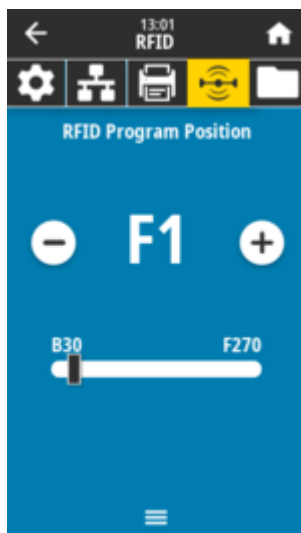 13:01
RFID
RFID Program Position
F1
B30 F270